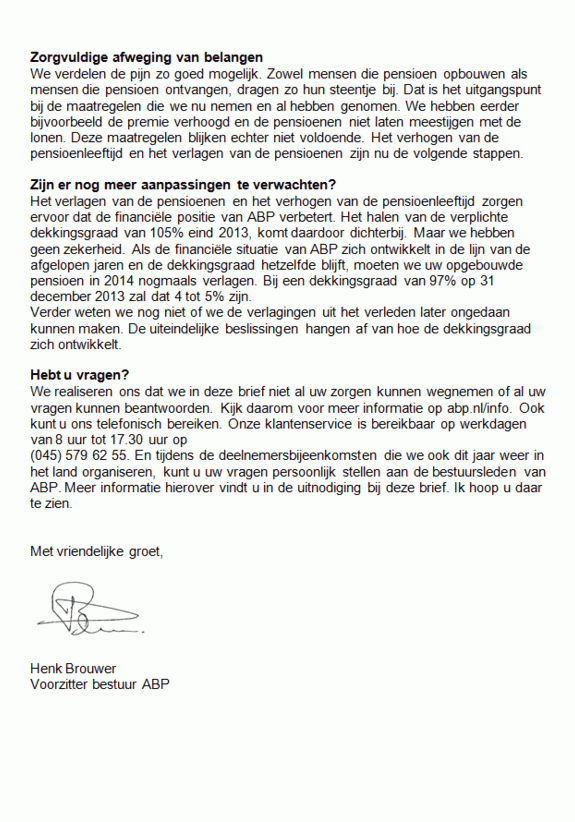 Zorgvuldige afweging van belangen
We verdelen de pijn zo goed mogelijk. Zowel mensen die pensioen opbouwen als
mensen die pensioen ontvangen, dragen zo hun steentje bij. Dat is het uitgangspunt
bij de maatregelen die we nu nemen en al hebben genomen. We hebben eerder
bijvoorbeeld de premie verhoogd en de pensioenen niet laten meestijgen met de
lonen. Deze maatregelen blijken echter niet voldoende. Het verhogen van de
pensioenleeftijd en het verlagen van de pensioenen zijn nu de volgende stappen.
Zijn er nog meer aanpassingen te verwachten?
Het verlagen van de pensioenen en het verhogen van de pensioenleeftijd zorgen
ervoor dat de financiële positie van ABP verbetert. Het halen van de verplichte
dekkingsgraad van 105% eind 2013, komt daardoor dichterbij. Maar we hebben
geen zekerheid. Als de financiële situatie van ABP zich ontwikkelt in de lijn van de
afgelopen jaren en de dekkingsgraad hetzelfde blijft, moeten we uw opgebouwde
pensioen in 2014 nogmaals verlagen. Bij een dekkingsgraad van 97% op 31
december 2013 zal dat 4 tot 5% zijn.
Verder weten we nog niet of we de verlagingen uit het verleden later ongedaan
kunnen maken. De uiteindelijke beslissingen hangen af van hoe de dekkingsgraad
zich ontwikkelt.
Hebt u vragen?
We realiseren ons dat we in deze brief niet al uw zorgen kunnen wegnemen of al uw
vragen kunnen beantwoorden. Kijk daarom voor meer informatie op abp.nl/info. Ook
kunt u ons telefonisch bereiken. Onze klantenservice is bereikbaar op werkdagen
van 8 uur tot 17.30 uur op
(045) 579 62 55. En tijdens de deelnemersbijeenkomsten die we ook dit jaar weer in
het land organiseren, kunt u uw vragen persoonlijk stellen aan de bestuursleden van
ABP. Meer informatie hierover vindt u in de uitnodiging bij deze brief. Ik hoop u daar
te zien.
Met vriendelijke groet,
Henk Brouwer
Voorzitter bestuur ABP